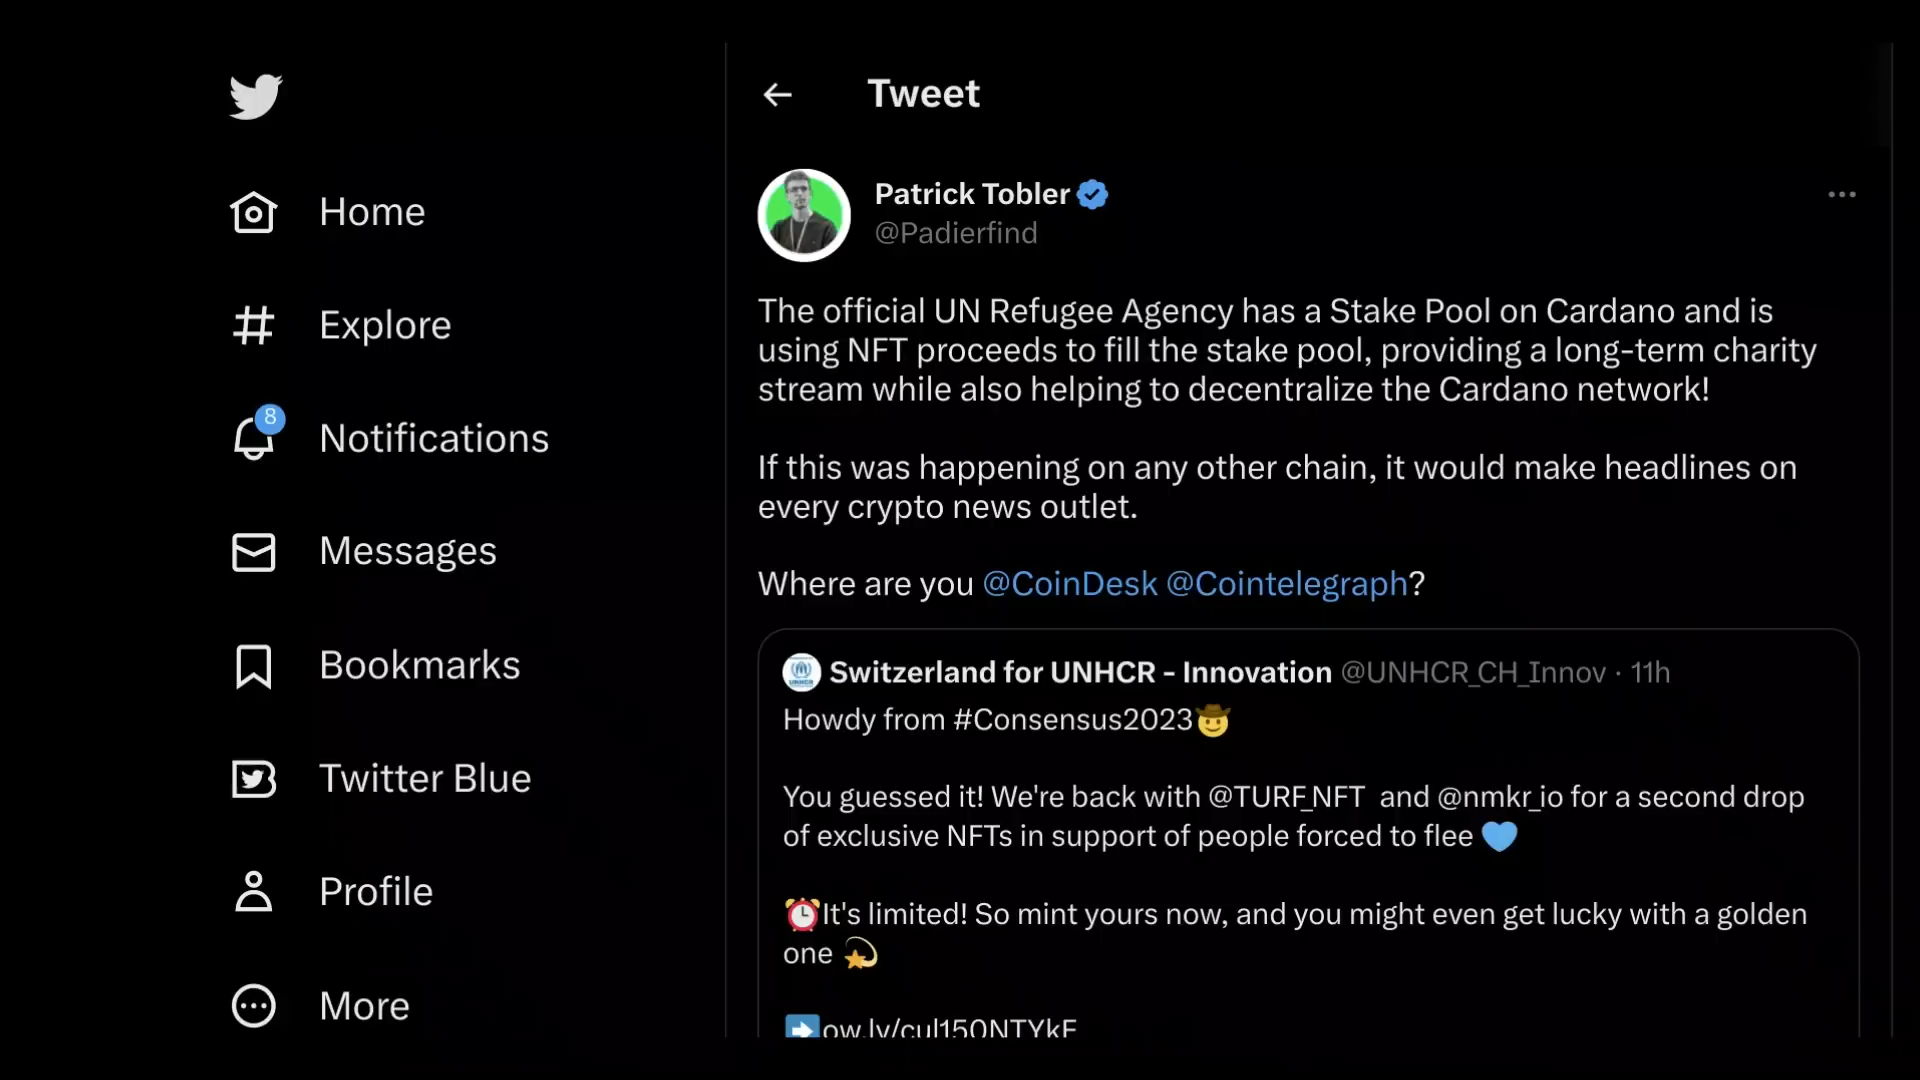 Home
Explore
8
Notifications
Messages
Bookmarks
Twitter Blue
Profile
More
Tweet
Patrick Tobler
@Padierfind
The official UN Refugee Agency has a Stake Pool on Cardano and is
using NFT proceeds to fill the stake pool, providing a long-term charity
stream while also helping to decentralize the Cardano network!
If this was happening on any other chain, it would make headlines on
every crypto news outlet.
Where are you @CoinDesk @Cointelegraph?
Switzerland for UNHCR - Innovation @UNHCR_CH_Innov · 11h
Howdy from #Consensus2023🤠
You guessed it! We're back with @TURF_NFT and @nmkr_io for a second drop
of exclusive NFTs in support of people forced to flee 💙
⏰It's limited! So mint yours now, and you might even get lucky with a golden
one 💫
➡️ow.ly/cul150NTYkF